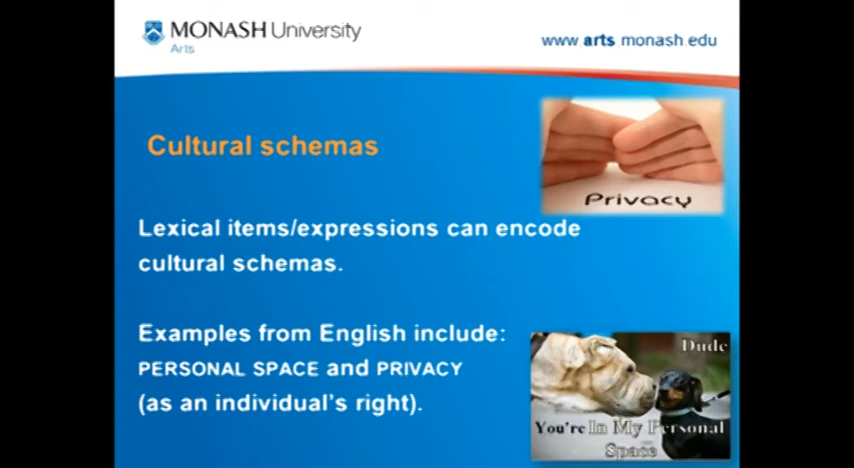 MONASH University
Arts
www.arts.monash.edu
Cultural schemas
Privacy
Lexical items/expressions can encode
cultural schemas.
Examples from English include:
PERSONAL SPACE and PRIVACY
(as an individual's right).
Dude
You're In My Personal
Space